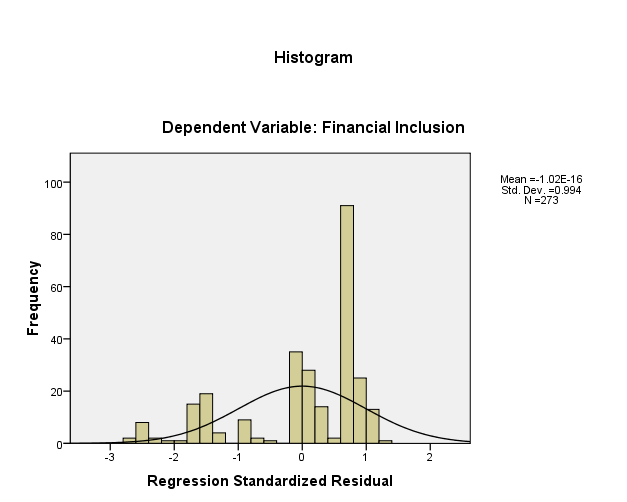 Histogram
Dependent Variable: Financial Inclusion
Mean =-1.02E-16
Std. Dev. =0.994
N =273
Frequency
100
80
60
40
20
0
-3 -2 -1 0 1 2
Regression Standardized Residual